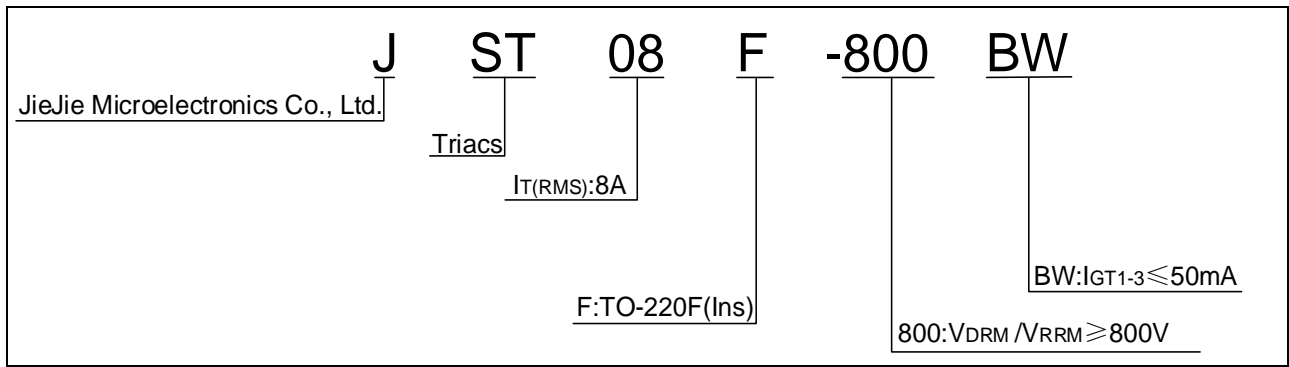 J ST 08 F -800 BW
JieJie Microelectronics Co., Ltd.
Triacs
IT(RMS):8A
BW:IGT1-3≤50mA
F:TO-220F(Ins)
800:VDRM /VRRM≥800V